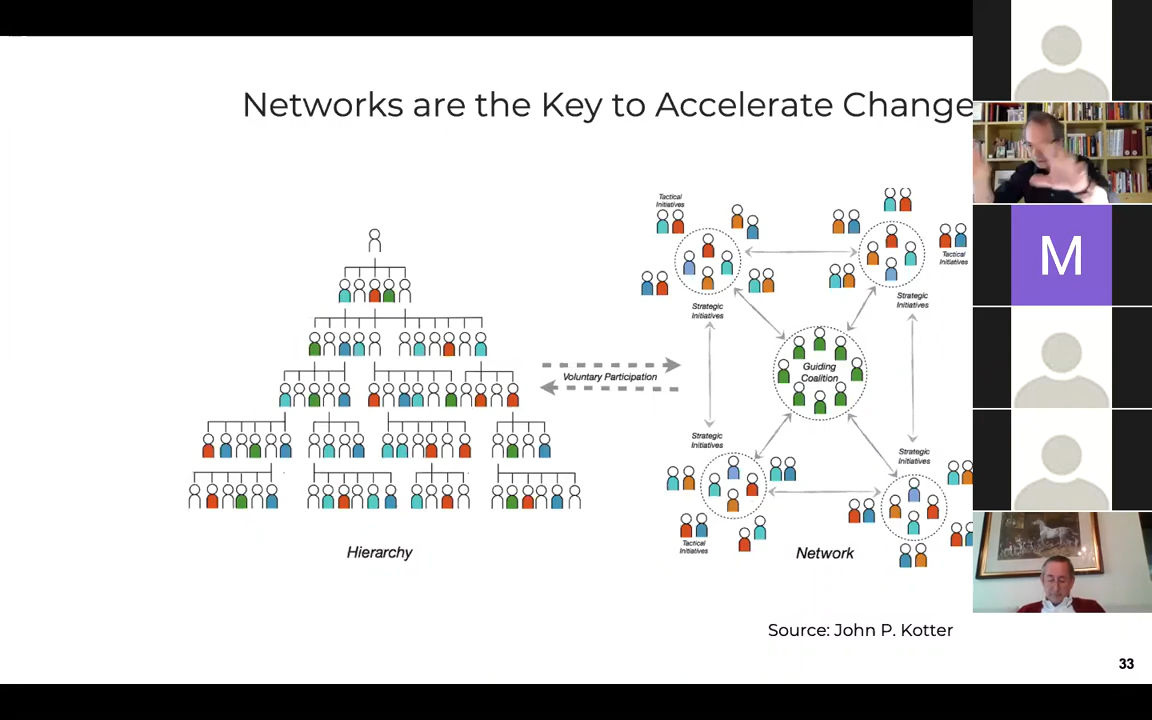 Networks are the Key to Accelerate Change
Tactical
Initiatives
Tactical
Initiatives
Strategic
Initiatives
Strategic
Initiatives
Guiding
Coalition
Voluntary Participation
Strategic
Initiatives
Strategic
Initiatives
Tactical
Initiatives
Hierarchy
Network
Source: John P. Kotter
33
M